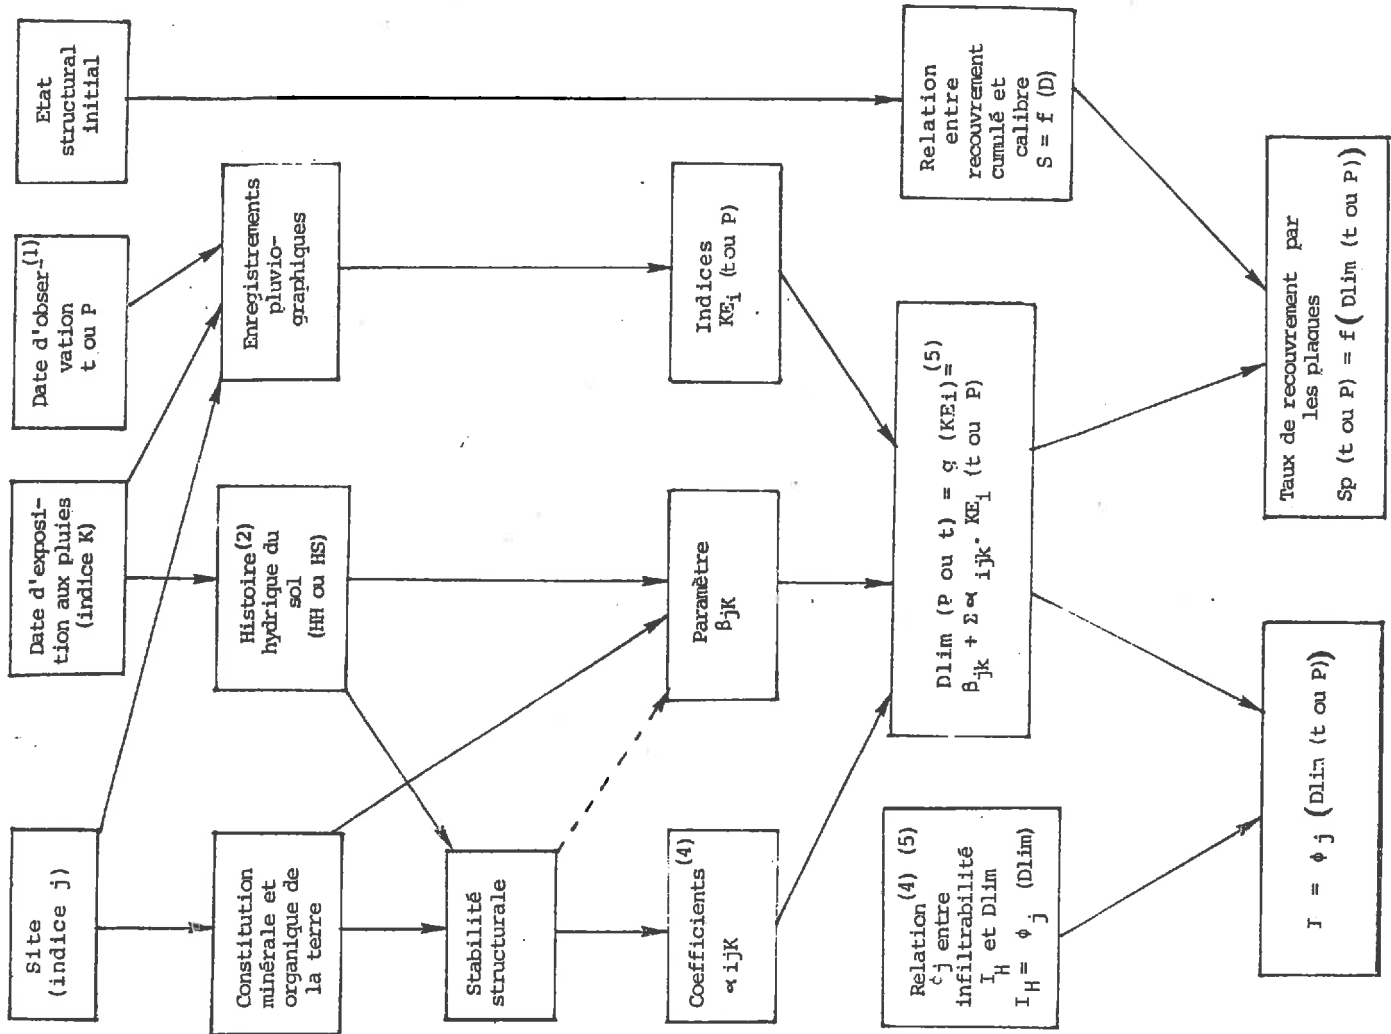 Site
(indice j)
Date d'exposi-
tion aux pluies
(indice K)
Date d'obser-(1)
vation
t ou P
Etat
structural
initial
Constitution
minérale et
organique de
la terre
Histoire(2)
hydrique du
sol
(HH ou HS)
Enregistrements
pluvio-
graphiques
Stabilité
structurale
Coefficients(4)
αijK
Paramètre
βjK
Indices
KEi (t ou P)
Relation(4) (5)
ϕj entre
infiltrabilité
IH et Dlim
IH = ϕj (Dlim)
Dlim (P ou t) = g (KEi)=(5)
βjk + Σ αijk. KEi (t ou P)
Relation
entre
recouvrement
cumulé et
calibre
S = f (D)
I = ϕj (Dlim (t ou P))
Taux de recouvrement par
les plaques
Sp (t ou P) = f( Dlim (t ou P))